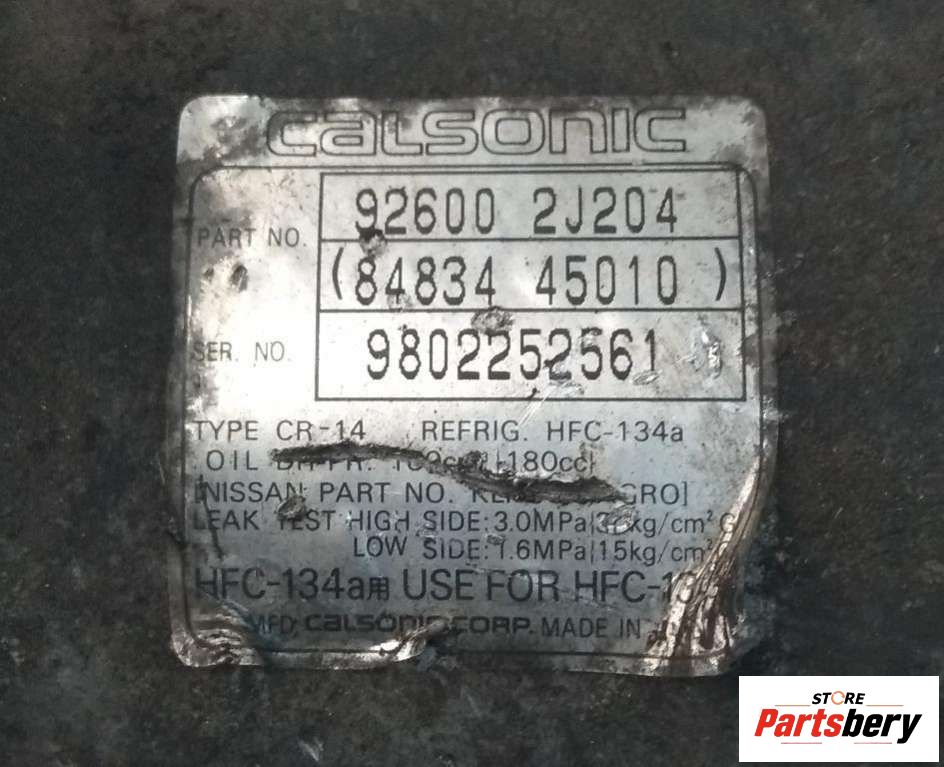 CALSONIC
PART NO. 92600 2J204
(84834 45010)
SER. NO. 9802252561
TYPE CR-14 REFRIG. HFC-134a
OIL
[NISSAN PART NO.
LEAK TEST HIGH SIDE: 3.0MPa
LOW SIDE: 1.6MPa{15kg/cm²G
HFC-134a用 USE FOR
MFD. CALSONIC CORP. MADE IN
STORE
Partsbery